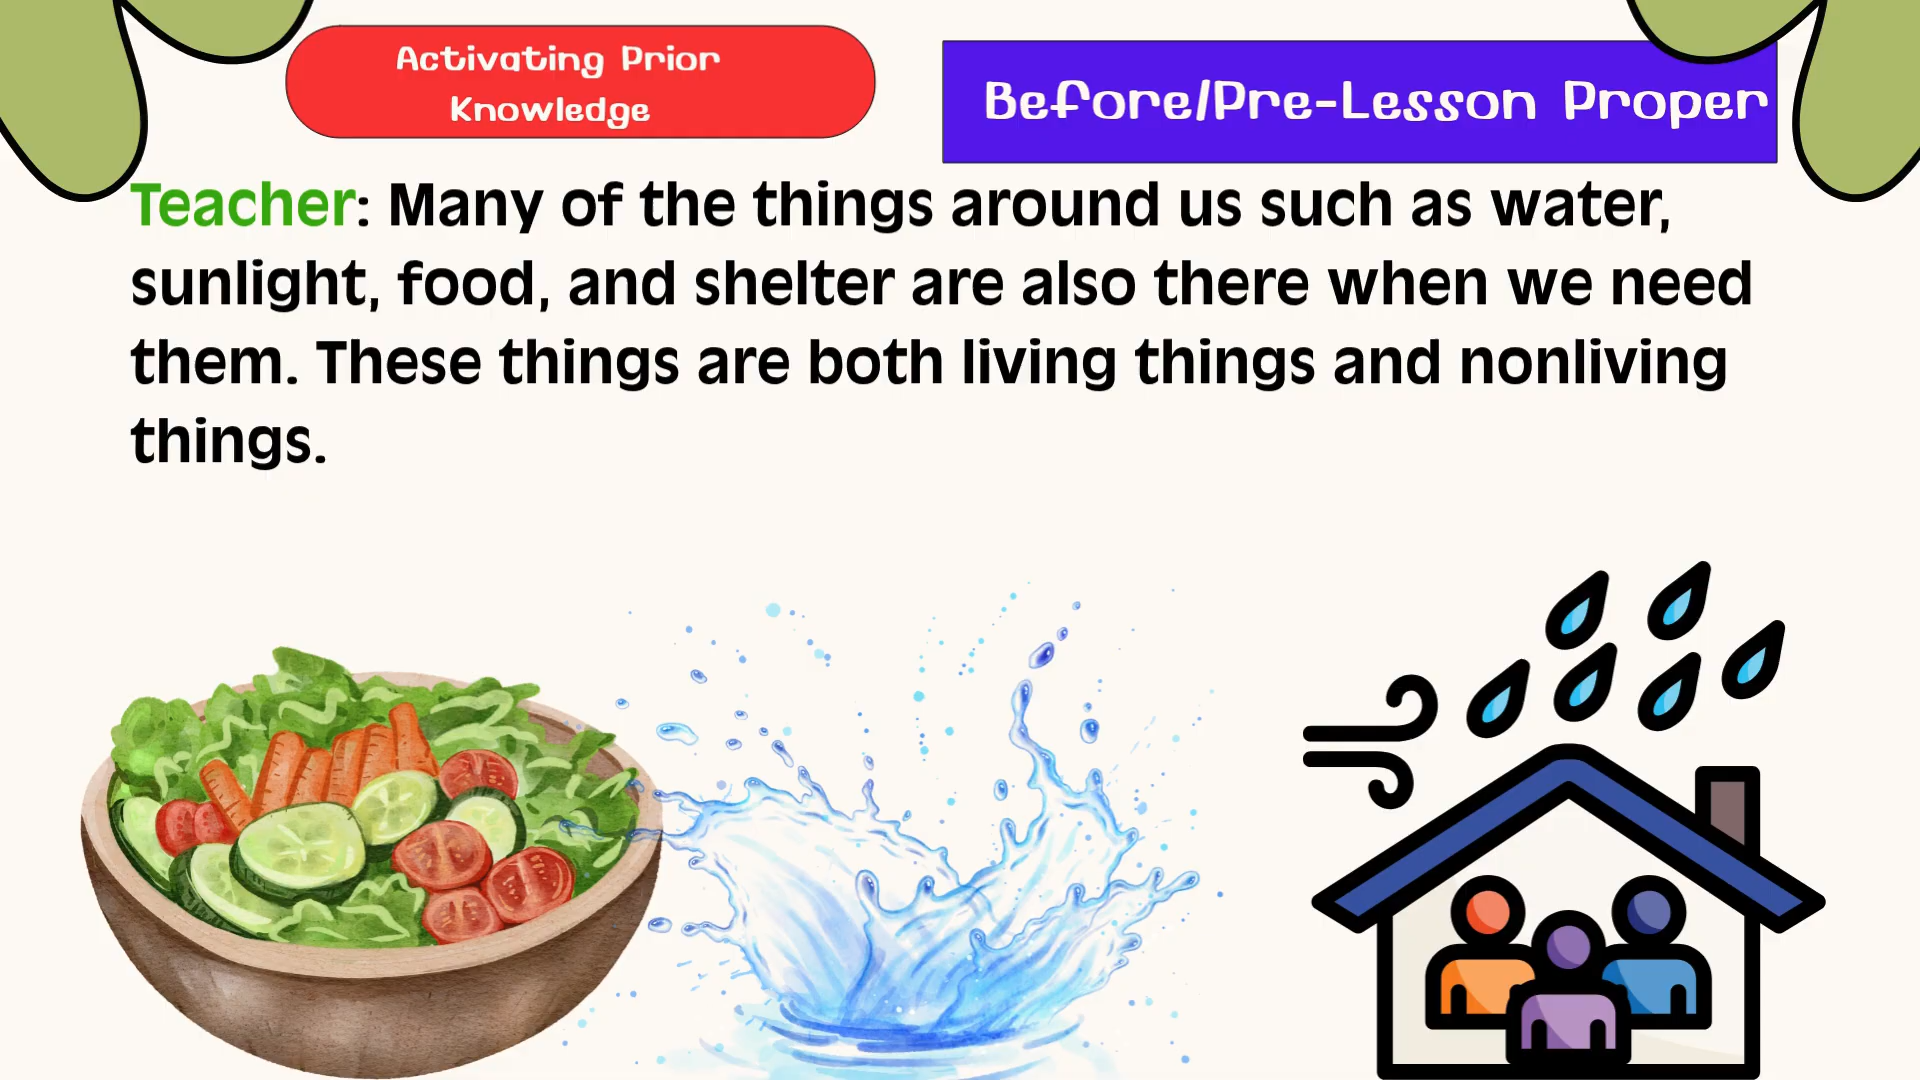 Activating Prior
Knowledge
Before/Pre-Lesson Proper
Teacher: Many of the things around us such as water,
sunlight, food, and shelter are also there when we need
them. These things are both living things and nonliving
things.